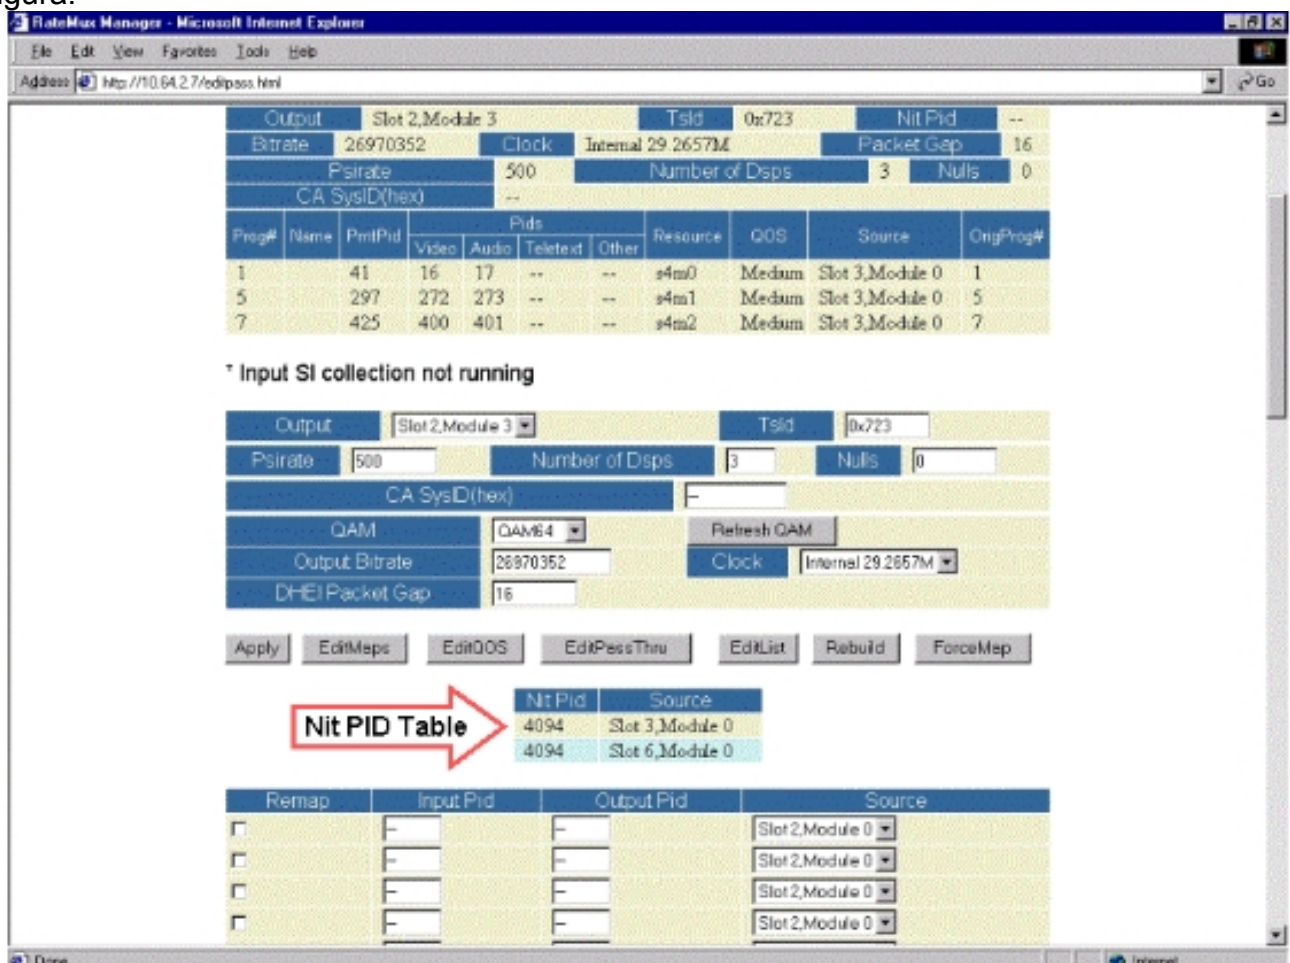 igura.
RateMux Manager - Microsoft Internet Explorer
File Edit View Favorites Tools Help
Address http://10.64.2.7/editpass.html Go
Output Slot 2,Module 3 TsId 0x723 Nit Pid --
Bitrate 26970352 Clock Internal 29.2657M Packet Gap 16
Psirate 500 Number of Dsps 3 Nulls 0
CA SysID(hex) --
Pids
Prog# Name PmtPid Video Audio Teletext Other Resource QOS Source OrigProg#
1 41 16 17 -- -- s4m0 Medium Slot 3,Module 0 1
5 297 272 273 -- -- s4m1 Medium Slot 3,Module 0 5
7 425 400 401 -- -- s4m2 Medium Slot 3,Module 0 7
* Input SI collection not running
Output Slot 2,Module 3 TsId 0x723
Psirate 500 Number of Dsps 3 Nulls 0
CA SysID(hex) --
QAM QAM64 Refresh QAM
Output Bitrate 26970352 Clock Internal 29.2657M
DHEI Packet Gap 16
Apply EditMaps EditQOS EditPassThru EditList Rebuild ForceMap
Nit PID Table
Nit Pid Source
4094 Slot 3,Module 0
4094 Slot 6,Module 0
Remap Input Pid Output Pid Source
-- -- Slot 2,Module 0
-- -- Slot 2,Module 0
-- -- Slot 2,Module 0
-- -- Slot 2,Module 0
Done Internet